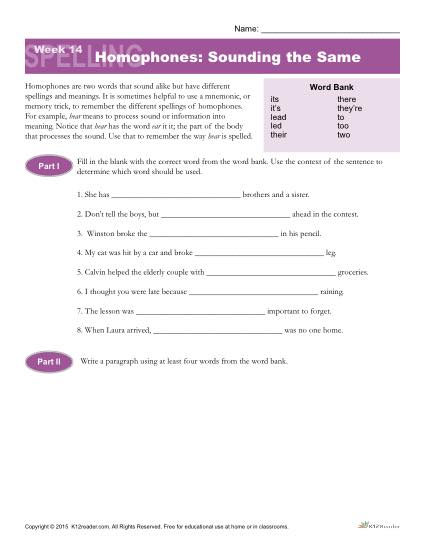 Name:
SPELLING
Week 14
Homophones: Sounding the Same
Homophones are two words that sound alike but have different
spellings and meanings. It is sometimes helpful to use a mnemonic, or
memory trick, to remember the different spellings of homophones.
For example, hear means to process sound or information into
meaning. Notice that hear has the word ear it it; the part of the body
that processes the sound. Use that to remember the way hear is spelled.
Word Bank
its there
it's they're
lead to
led too
their two
Part I
Fill in the blank with the correct word from the word bank. Use the context of the sentence to
determine which word should be used.
1. She has ____________________ brothers and a sister.
2. Don't tell the boys, but ____________________ ahead in the contest.
3. Winston broke the ____________________ in his pencil.
4. My cat was hit by a car and broke ____________________ leg.
5. Calvin helped the elderly couple with ____________________ groceries.
6. I thought you were late because ____________________ raining.
7. The lesson was ____________________ important to forget.
8. When Laura arrived, ____________________ was no one home.
Part II
Write a paragraph using at least four words from the word bank.
Copyright © 2015 K12reader.com. All Rights Reserved. Free for educational use at home or in classrooms.
K12Reader